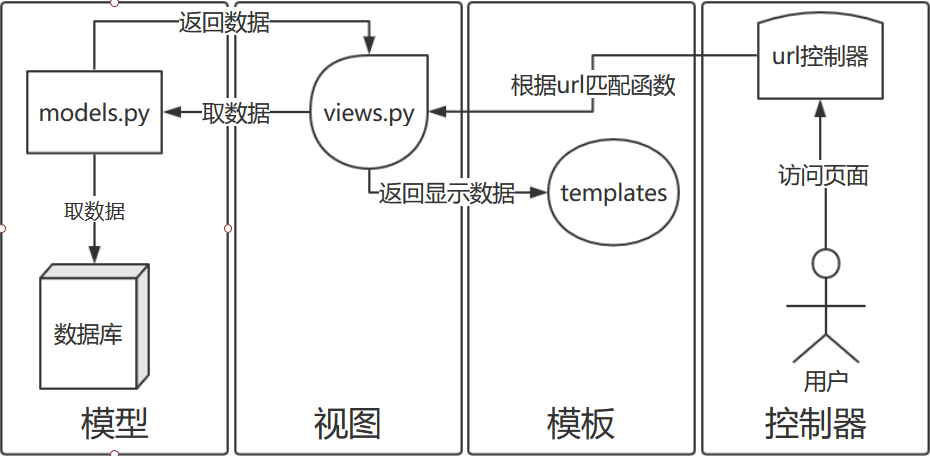 返回数据
url控制器
根据url匹配函数
models.py
取数据
views.py
访问页面
返回显示数据
templates
取数据
数据库
用户
模型
视图
模板
控制器